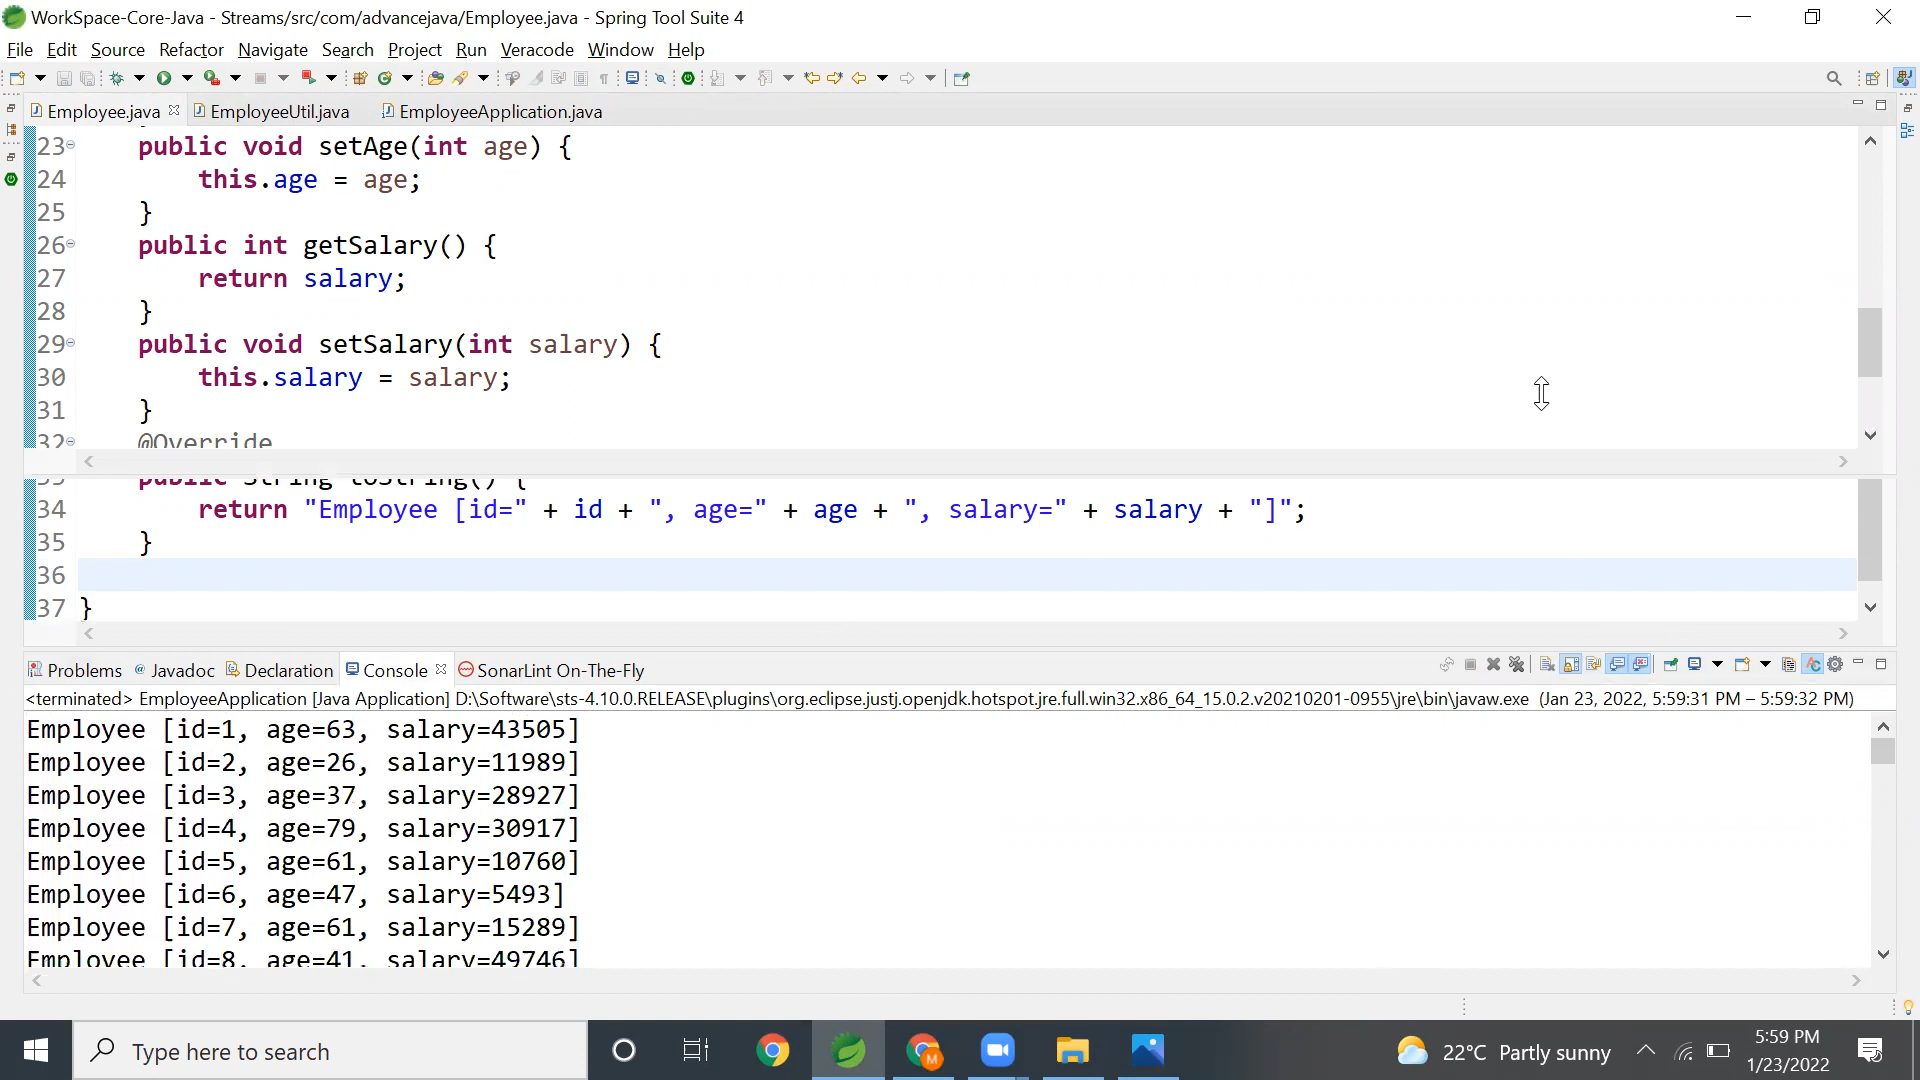 WorkSpace-Core-Java - Streams/src/com/advancejava/Employee.java - Spring Tool Suite 4
File Edit Source Refactor Navigate Search Project Run Veracode Window Help
Employee.java EmployeeUtil.java EmployeeApplication.java
23 public void setAge(int age) {
24 this.age = age;
25 }
26 public int getSalary() {
27 return salary;
28 }
29 public void setSalary(int salary) {
30 this.salary = salary;
31 }
32 @Override
33 public String toString() {
34 return "Employee [id=" + id + ", age=" + age + ", salary=" + salary + "]";
35 }
36
37 }
Problems @ Javadoc Declaration Console SonarLint On-The-Fly
<terminated> EmployeeApplication [Java Application] D:\Software\sts-4.10.0.RELEASE\plugins\org.eclipse.justj.openjdk.hotspot.jre.full.win32.x86_64_15.0.2.v20210201-0955\jre\bin\javaw.exe (Jan 23, 2022, 5:59:31 PM – 5:59:32 PM)
Employee [id=1, age=63, salary=43505]
Employee [id=2, age=26, salary=11989]
Employee [id=3, age=37, salary=28927]
Employee [id=4, age=79, salary=30917]
Employee [id=5, age=61, salary=10760]
Employee [id=6, age=47, salary=5493]
Employee [id=7, age=61, salary=15289]
Employee [id=8, age=41, salary=49746]
Type here to search
22°C Partly sunny
5:59 PM
1/23/2022